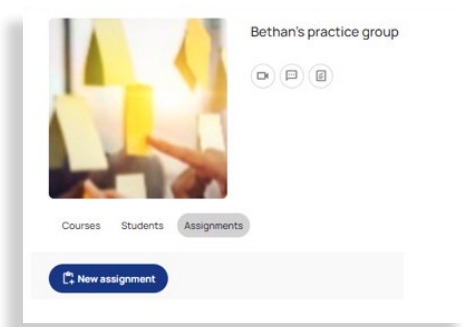 Bethan's practice group
Courses Students Assignments
New assignment